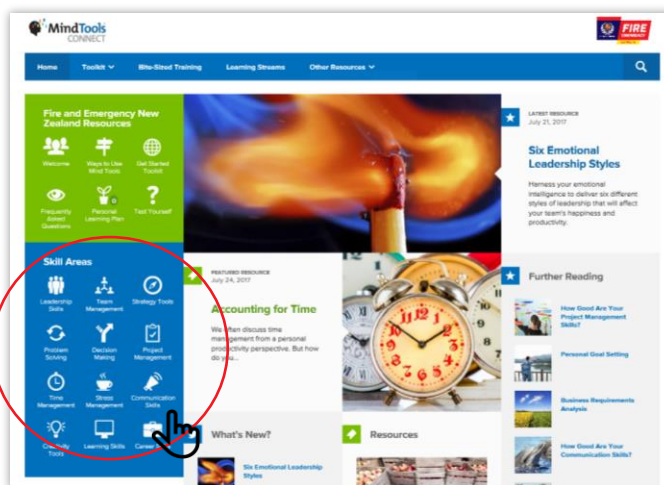 MindTools
CONNECT
FIRE
Home
Toolkit
Bite-Sized Training
Learning Streams
Other Resources
Fire and Emergency New
Zealand Resources
Welcome
Ways to Use
Mind Tools
Get Started
Toolkit
Frequently
Asked
Questions
Personal
Learning Plan
Test Yourself
LATEST RESOURCE
July 21, 2017
Six Emotional
Leadership Styles
Harness your emotional
intelligence to deliver six different
styles of leadership that will affect
your team's happiness and
productivity.
Skill Areas
Leadership
Skills
Team
Management
Strategy Tools
Problem
Solving
Decision
Making
Project
Management
Time
Management
Stress
Management
Communication
Skills
Creativity
Tools
Learning Skills
Career
FEATURED RESOURCE
July 24, 2017
Accounting for Time
We often discuss time
management from a personal
productivity perspective. But how
do you...
Further Reading
How Good Are Your
Project Management
Skills?
Personal Goal Setting
Business Requirements
Analysis
How Good Are Your
Communication Skills?
What's New?
Six Emotional Leadership
Styles
Resources